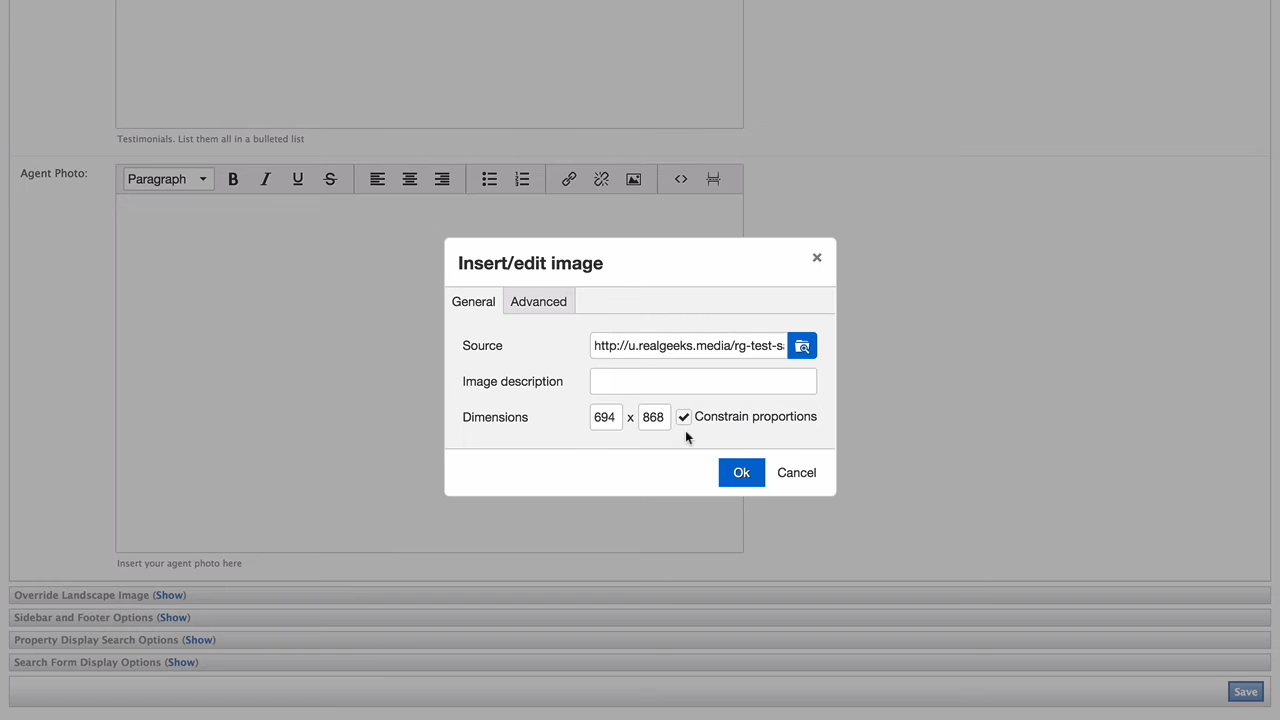 Testimonials. List them all in a bulleted list
Agent Photo:
Paragraph B I U S
Insert/edit image ×
General Advanced
Source http://u.realgeeks.media/rg-test-s
Image description
Dimensions 694 x 868 Constrain proportions
Ok Cancel
Insert your agent photo here
Override Landscape Image (Show)
Sidebar and Footer Options (Show)
Property Display Search Options (Show)
Search Form Display Options (Show)
Save